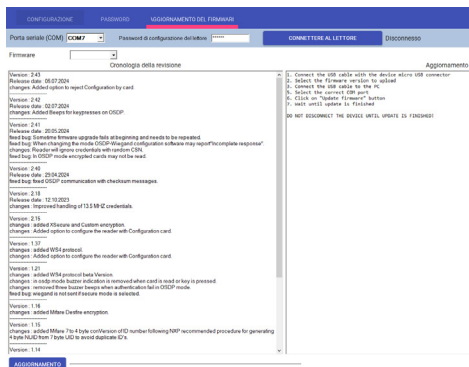 CONFIGURAZIONE PASSWORD AGGIORNAMENTO DEL FIRMWARE
Porta seriale (COM) COM7 Password di configurazione del lettore ****** CONNETTERE AL LETTORE Disconnesso
Firmware
Cronologia della revisione Aggiornamento
Version: 2.43
Release date: 05.07.2024
changes: Added option to reject Configuration by card.
Version: 2.42
Release date: 02.07.2024
changes: Added Beeps for keypresses on OSDP.
Version: 2.41
Release date: 20.05.2024
fixed bug: Sometime firmware upgrade fails at beginning and needs to be repeated.
fixed bug: When changing the mode OSDP-Wiegand configuration software may report"Incomplete response".
changes: Reader will ignore credentials with random CSN.
fixed bug: In OSDP mode encrypted cards may not be read
Version: 2.40
Release date: 29.04.2024
fixed bug: fixed OSDP communication with checksum messages.
Version: 2.18
Release date: 12.10.2023
changes : Improved handling of 13.5 MHZ credentials.
Version: 2.15
changes : added XSecure and Custom encryption.
changes : Added option to configure the reader with Configuration card.
Version: 1.37
changes : added WS4 protocol.
changes : Added option to configure the reader with Configuration card.
Version: 1.21
changes : added WS4 protocol beta Version.
changes : in osdp mode buzzer indication is removed when card is read or key is pressed.
changes : removed three buzzer beeps when authentication fail in OSDP mode.
fixed bug: wiegand is not sent if secure mode is selected.
Version: 1.16
changes : added Mifare Desfire encryption.
Version: 1.15
changes : added Mifare 7 to 4 byte conVersion of ID number following NXP recommended procedure for generating
4 byte NUID from 7 byte UID to avoid duplicate ID's.
Version: 1.14
1. Connect the USB cable with the device micro USB connector
2. Select the firmware version to upload
3. Connect the USB cable to the PC
5. Select the correct COM port
6. Click on "Update firmware" button
7. Wait until update is finished
DO NOT DISCONNECT THE DEVICE UNTIL UPDATE IS FINISHED!
AGGIORNAMENTO